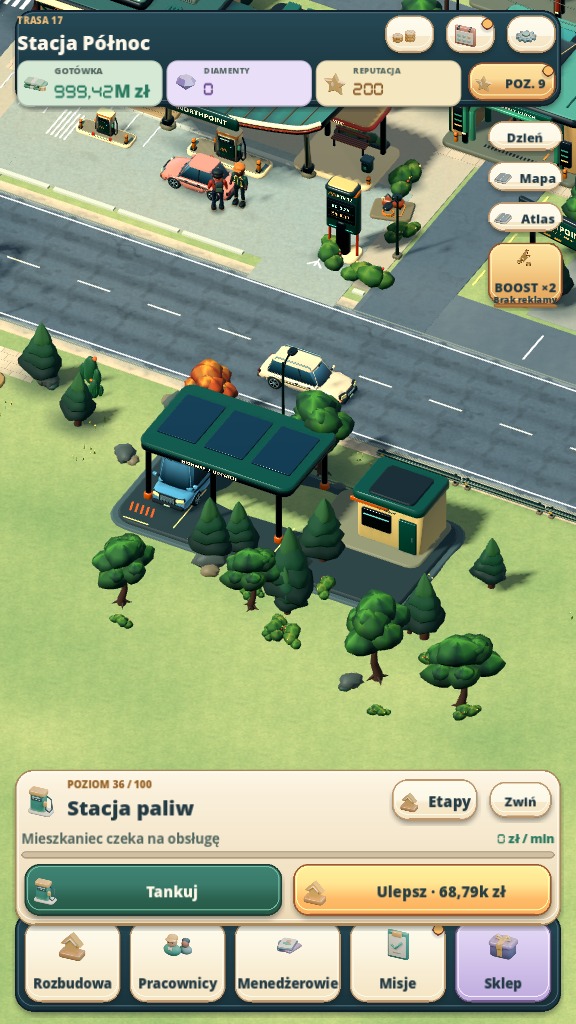 TRASA 17
Stacja Północ
GOTÓWKA
999,42M zł
DIAMENTY
0
REPUTACJA
200
POZ. 9
NORTHPOINT
Dzień
Mapa
Atlas
BOOST ×2
Brak reklamy
POZIOM 36 / 100
Stacja paliw
Etapy
Zwiń
Mieszkaniec czeka na obsługę
0 zł / min
Tankuj
Ulepsz · 68,79k zł
Rozbudowa
Pracownicy
Menedżerowie
Misje
Sklep